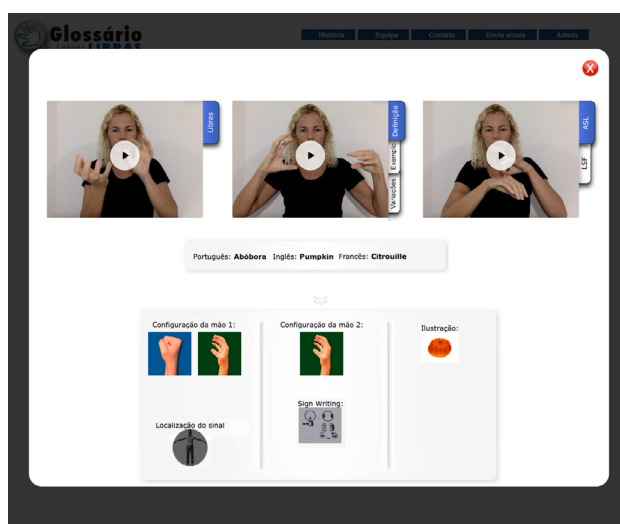 Glossário
Letras LIBRAS
História Equipe Contato Envie sinais Admin
X
Libras
Definição
Exemplo
Variações
ASL
LSF
Português: Abóbora Inglês: Pumpkin Francês: Citrouille
Configuração da mão 1:
Configuração da mão 2:
Ilustração:
Sign Writing:
Localização do sinal